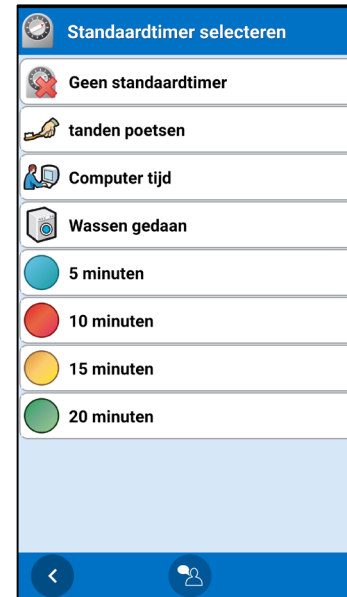 Standaardtimer selecteren
Geen standaardtimer
tanden poetsen
Computer tijd
Wassen gedaan
5 minuten
10 minuten
15 minuten
20 minuten